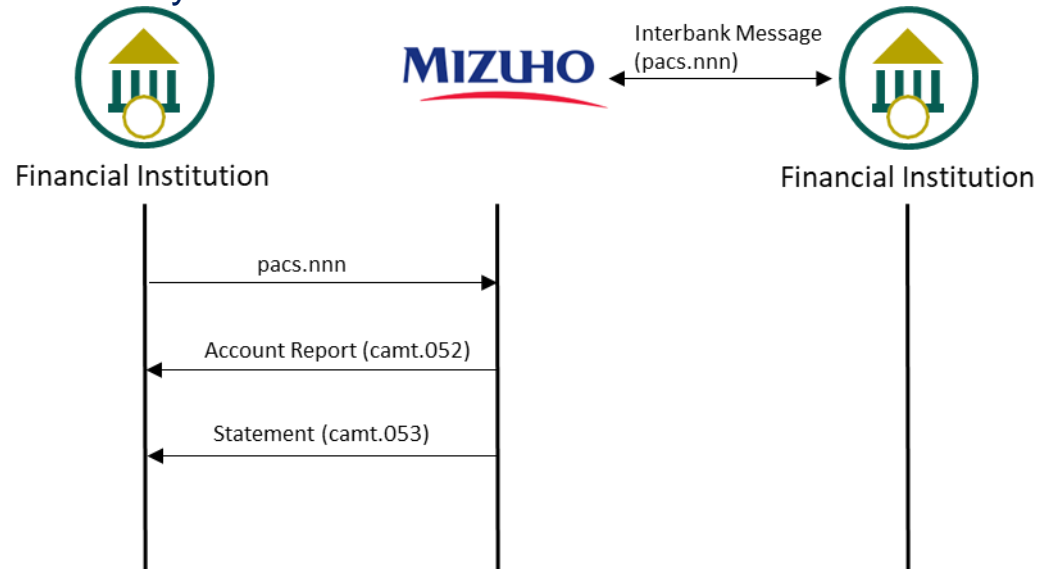 MIZUHO
Interbank Message
(pacs.nnn)
Financial Institution
Financial Institution
pacs.nnn
Account Report (camt.052)
Statement (camt.053)